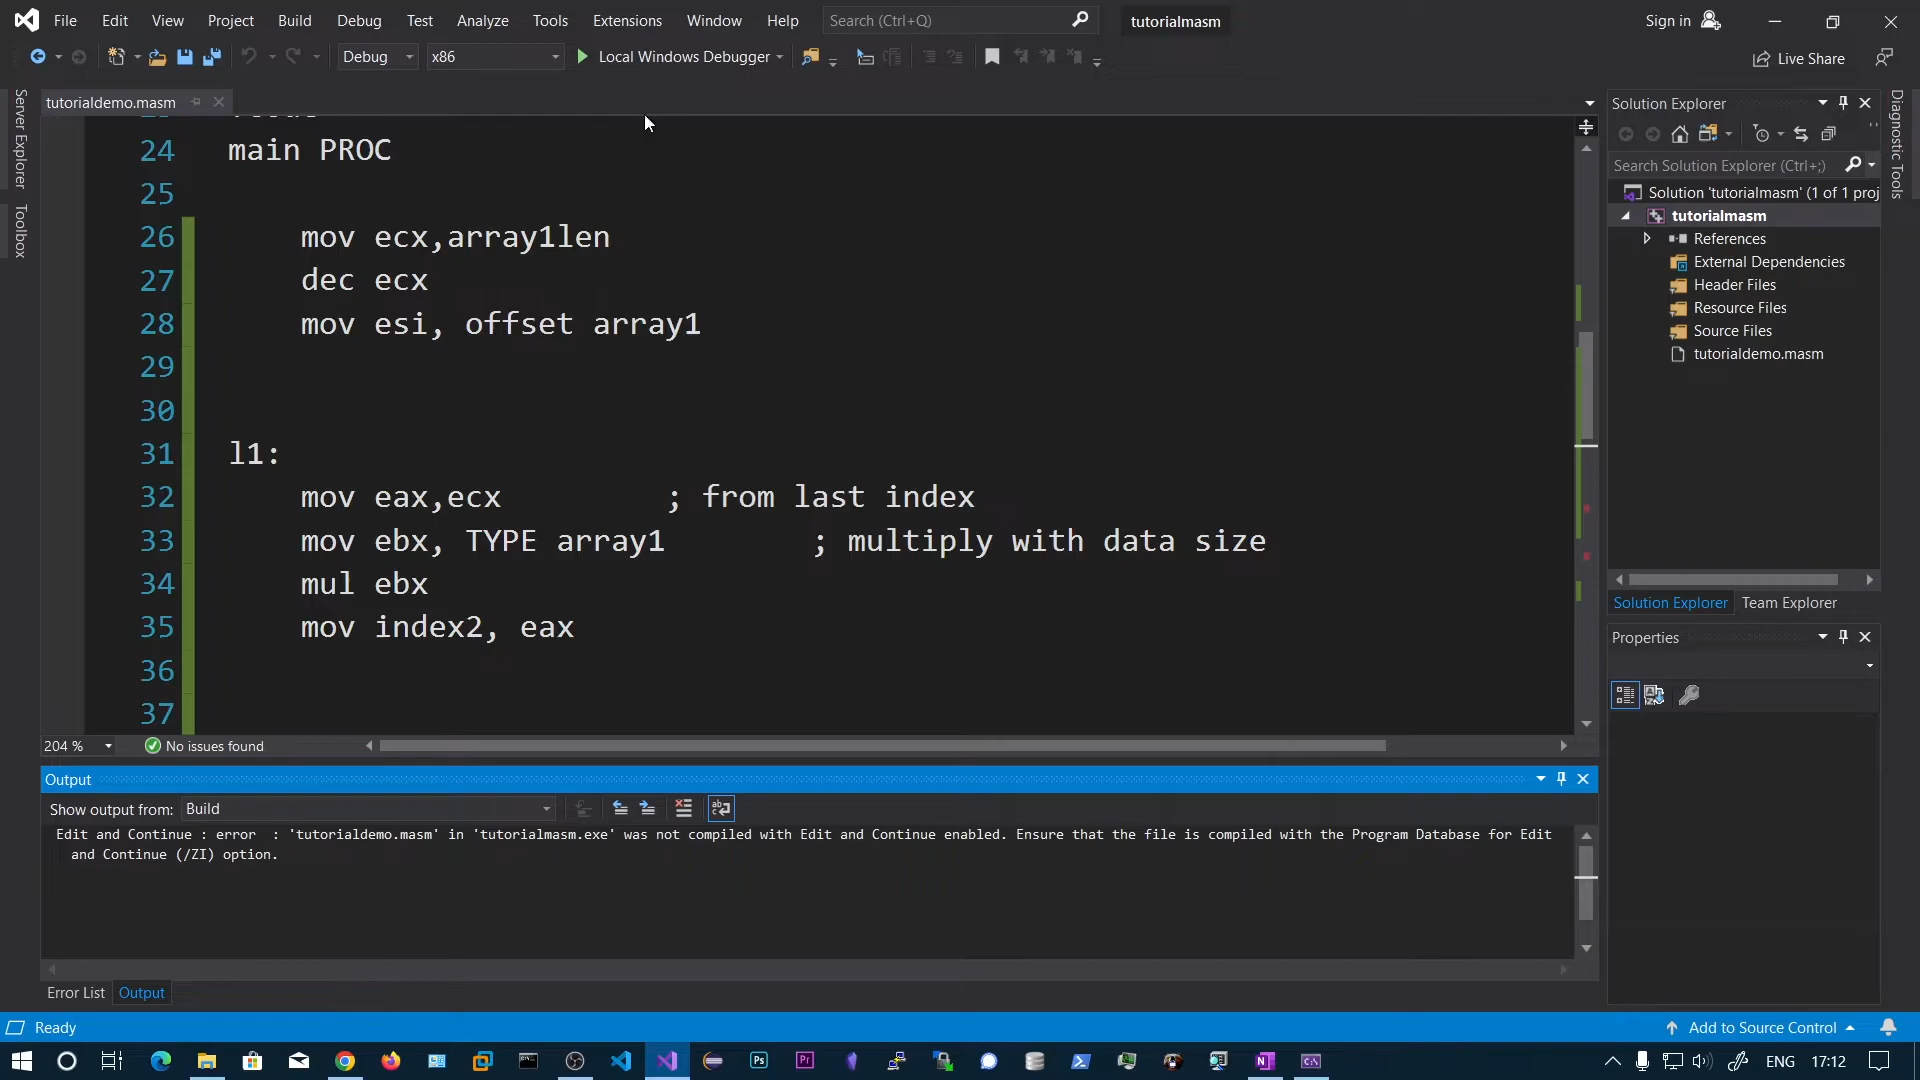 File Edit View Project Build Debug Test Analyze Tools Extensions Window Help Search (Ctrl+Q) tutorialmasm Sign in
Debug x86 Local Windows Debugger Live Share
Server Explorer
Toolbox
tutorialdemo.masm
24 main PROC
25
26 mov ecx,array1len
27 dec ecx
28 mov esi, offset array1
29
30
31 l1:
32 mov eax,ecx ; from last index
33 mov ebx, TYPE array1 ; multiply with data size
34 mul ebx
35 mov index2, eax
36
37
204 % No issues found
Output
Show output from: Build
Edit and Continue : error : 'tutorialdemo.masm' in 'tutorialmasm.exe' was not compiled with Edit and Continue enabled. Ensure that the file is compiled with the Program Database for Edit
and Continue (/ZI) option.
Error List Output
Solution Explorer
Search Solution Explorer (Ctrl+;)
Solution 'tutorialmasm' (1 of 1 proj
tutorialmasm
References
External Dependencies
Header Files
Resource Files
Source Files
tutorialdemo.masm
Solution Explorer Team Explorer
Properties
Diagnostic Tools
Ready Add to Source Control
Ps Pr ENG 17:12